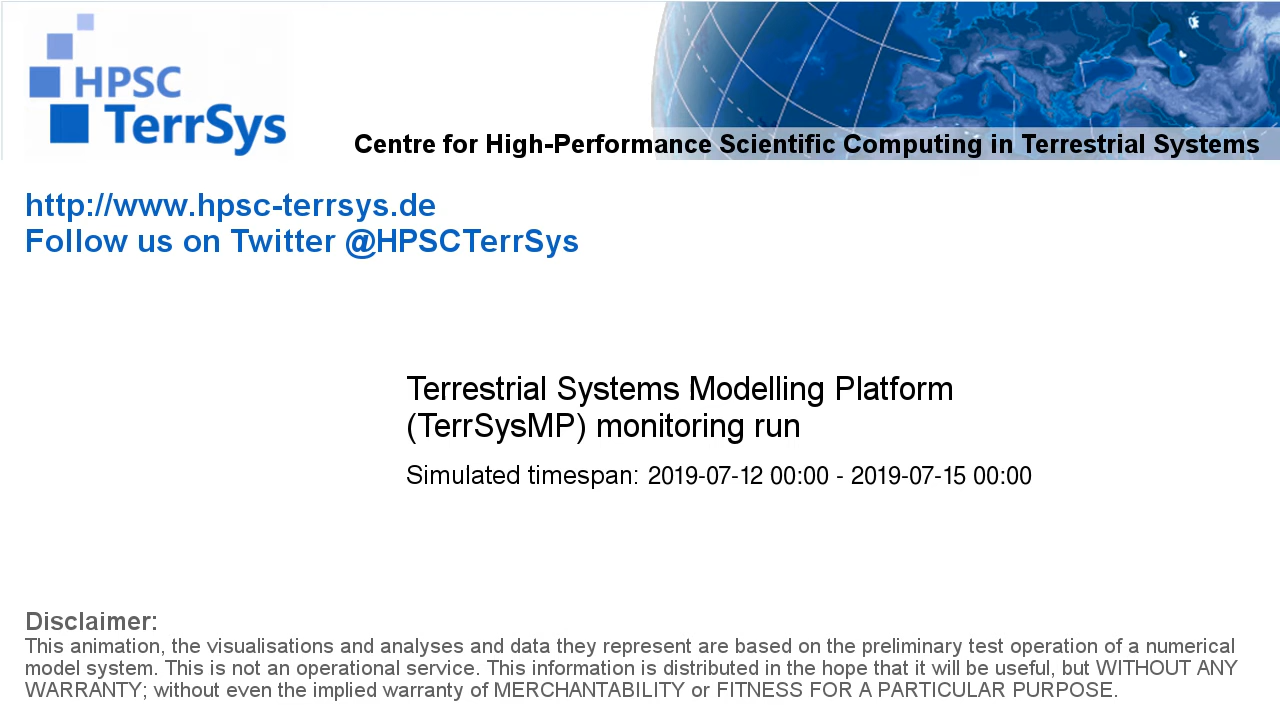 HPSC
TerrSys
Centre for High-Performance Scientific Computing in Terrestrial Systems
http://www.hpsc-terrsys.de
Follow us on Twitter @HPSCTerrSys
Terrestrial Systems Modelling Platform
(TerrSysMP) monitoring run
Simulated timespan: 2019-07-12 00:00 - 2019-07-15 00:00
Disclaimer:
This animation, the visualisations and analyses and data they represent are based on the preliminary test operation of a numerical
model system. This is not an operational service. This information is distributed in the hope that it will be useful, but WITHOUT ANY
WARRANTY; without even the implied warranty of MERCHANTABILITY or FITNESS FOR A PARTICULAR PURPOSE.